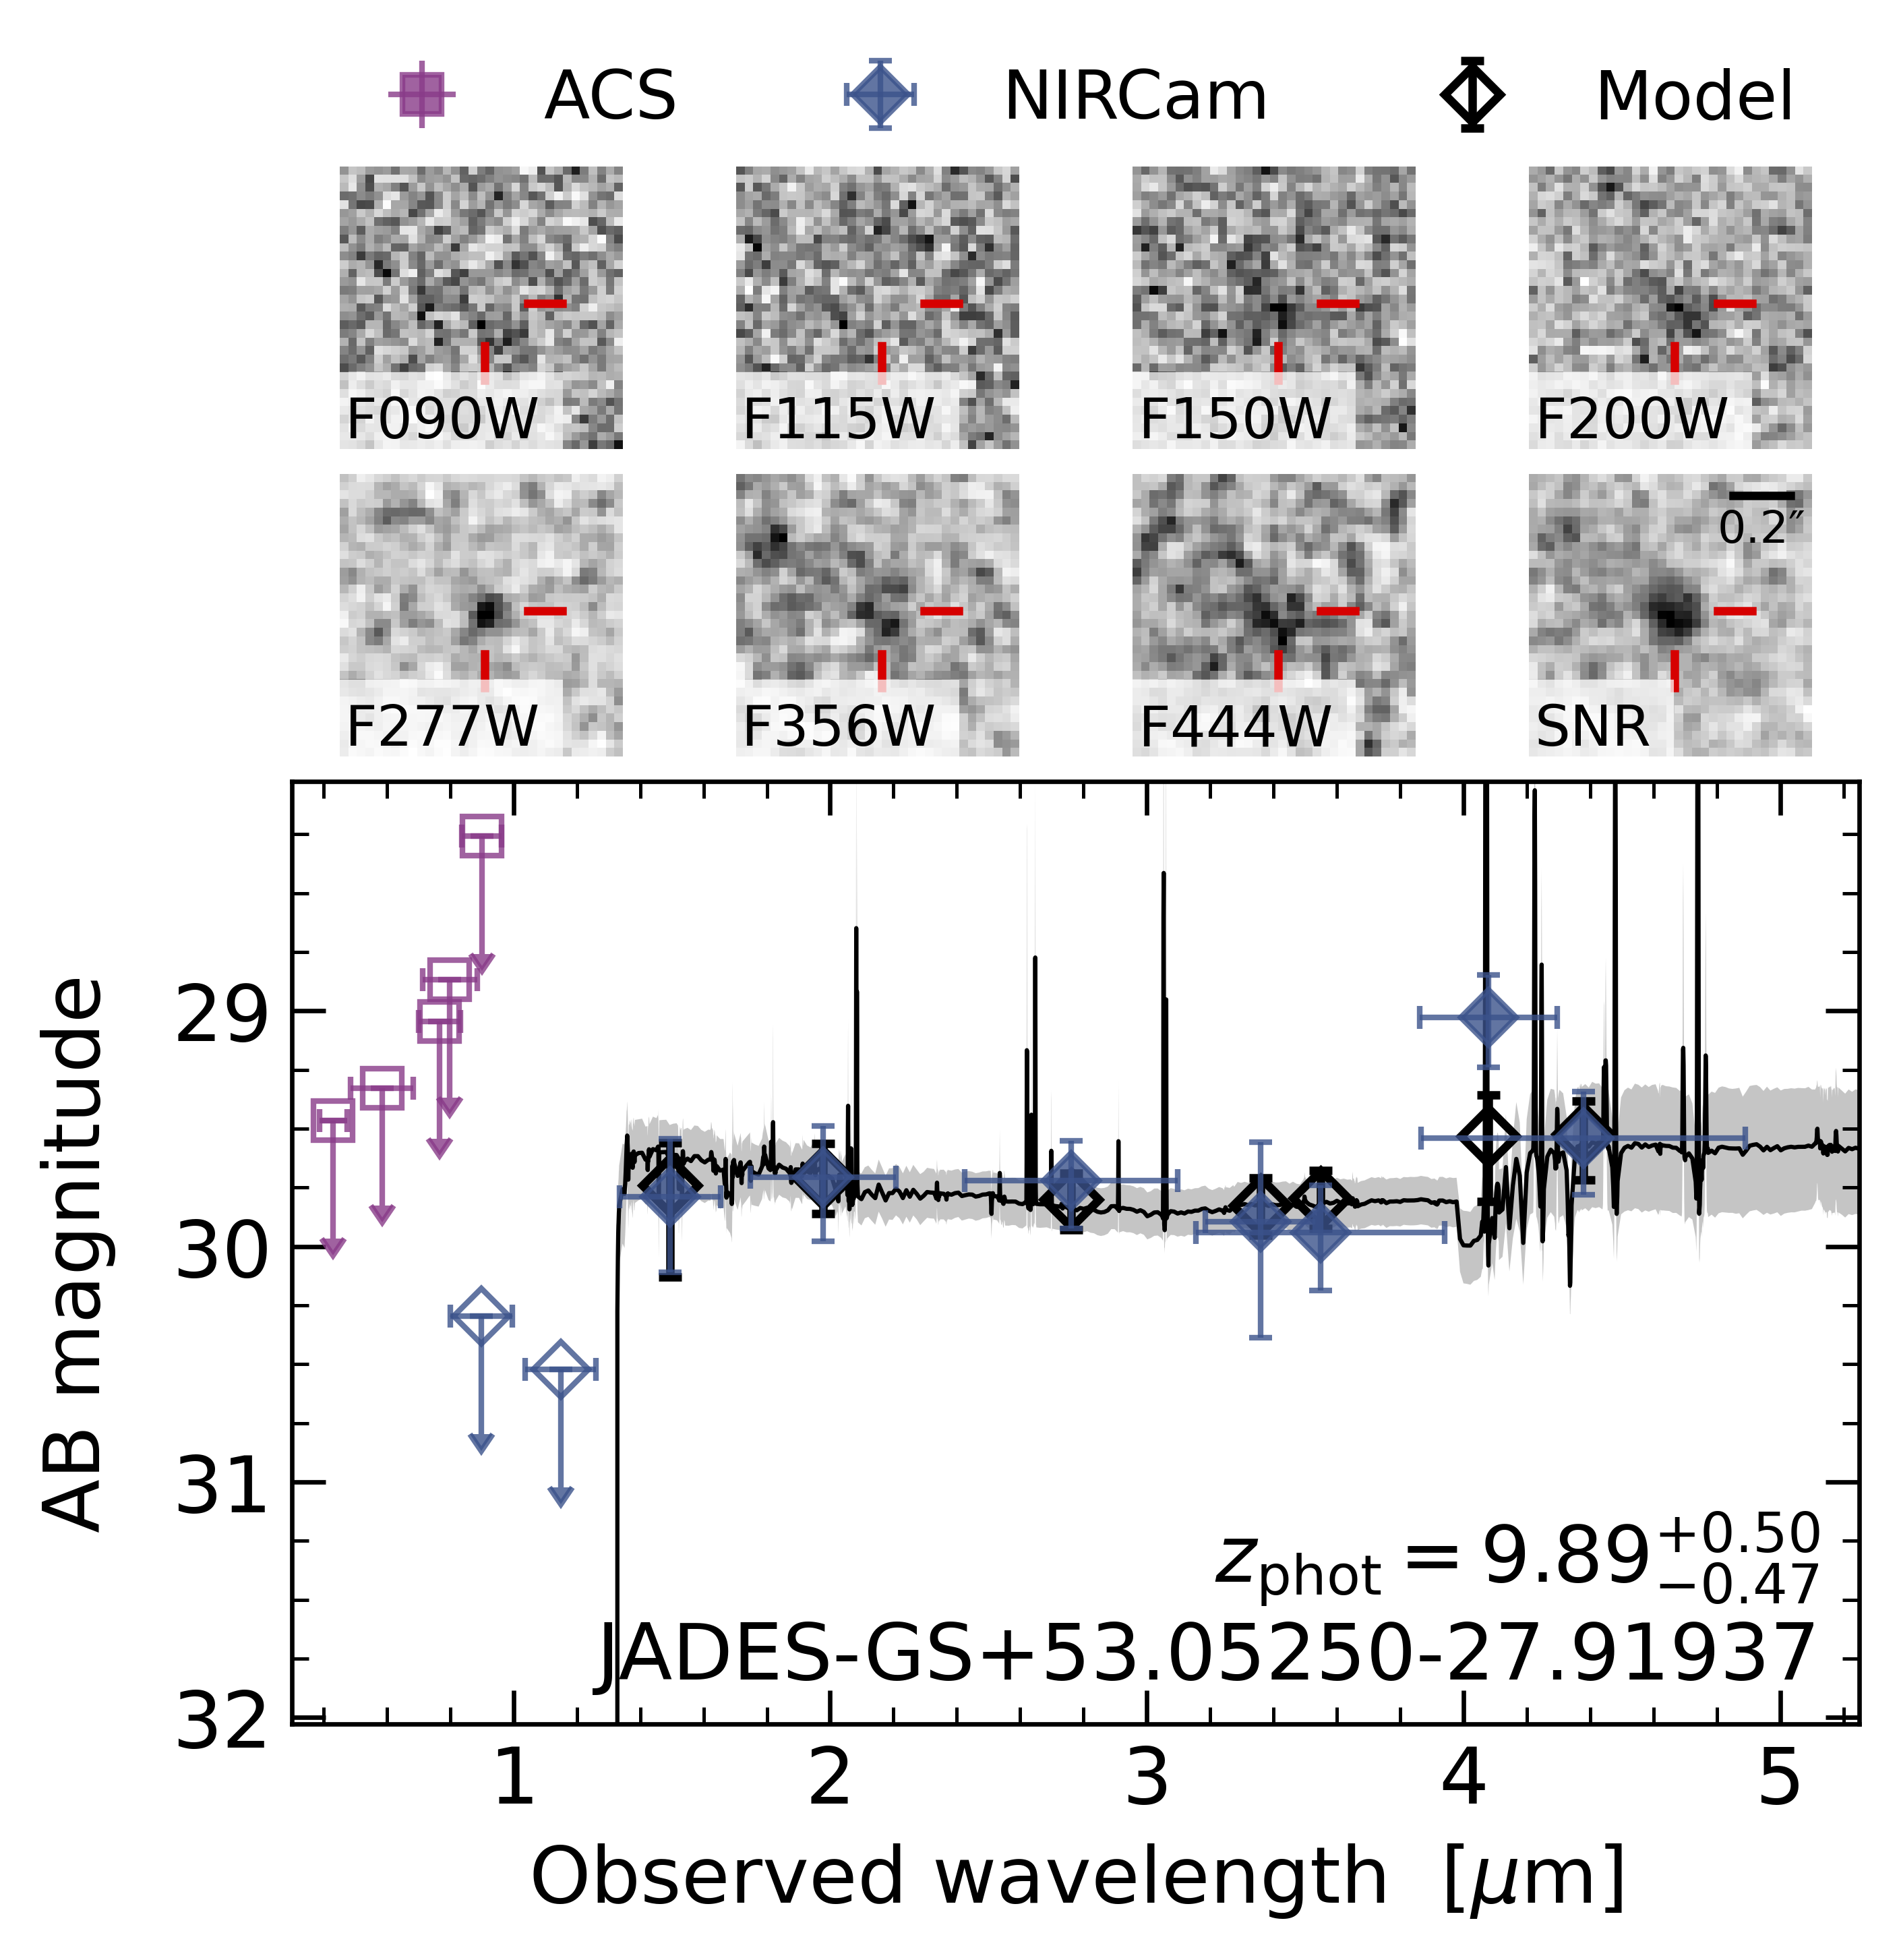 ACS NIRCam Model
F090W F115W F150W F200W
0.2″
F277W F356W F444W SNR
AB magnitude
29
30
31
32
z_phot = 9.89 +0.50 −0.47
JADES-GS+53.05250-27.91937
1 2 3 4 5
Observed wavelength [μm]